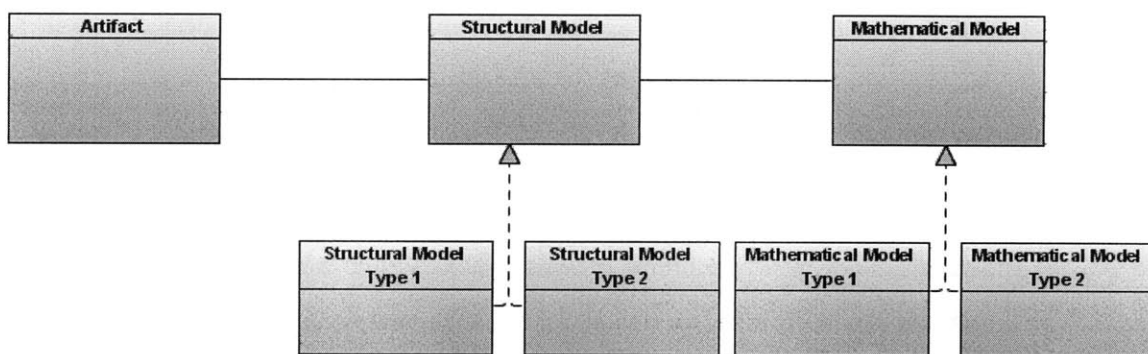 Artifact
Structural Model
Mathematical Model
Structural Model
Type 1
Structural Model
Type 2
Mathematical Model
Type 1
Mathematical Model
Type 2